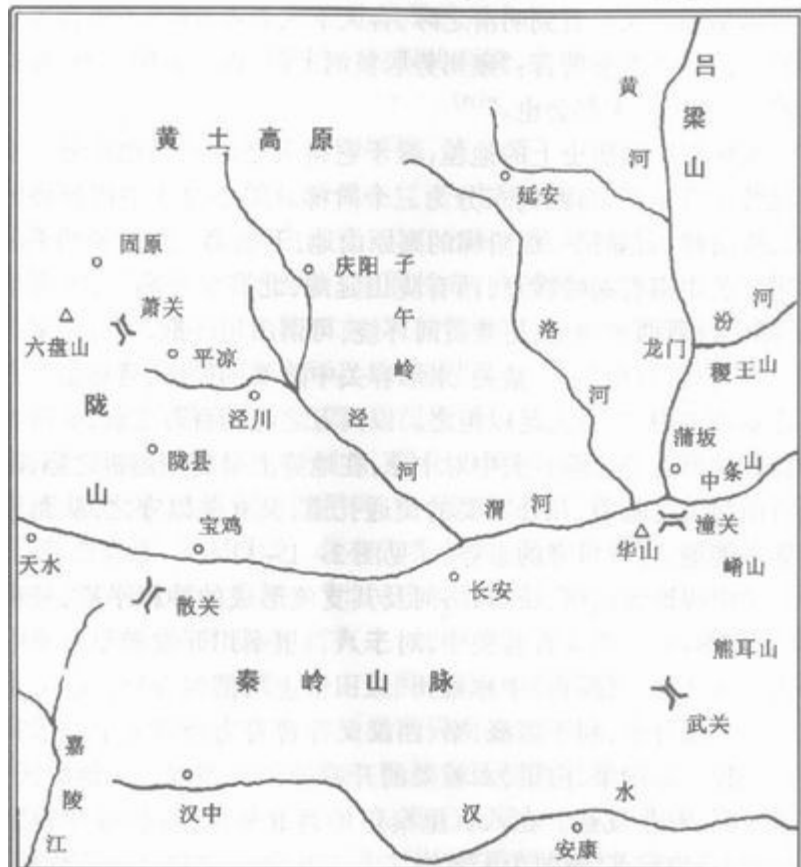 黄河
吕梁山
黄土高原
延安
固原
庆阳
子午岭
萧关
六盘山
平凉
洛河
汾河
龙门
稷王山
泾川
泾河
陇山
陇县
蒲坂
中条山
渭河
宝鸡
潼关
华山
天水
长安
崤山
散关
熊耳山
秦岭山脉
武关
嘉陵江
汉中
汉水
安康